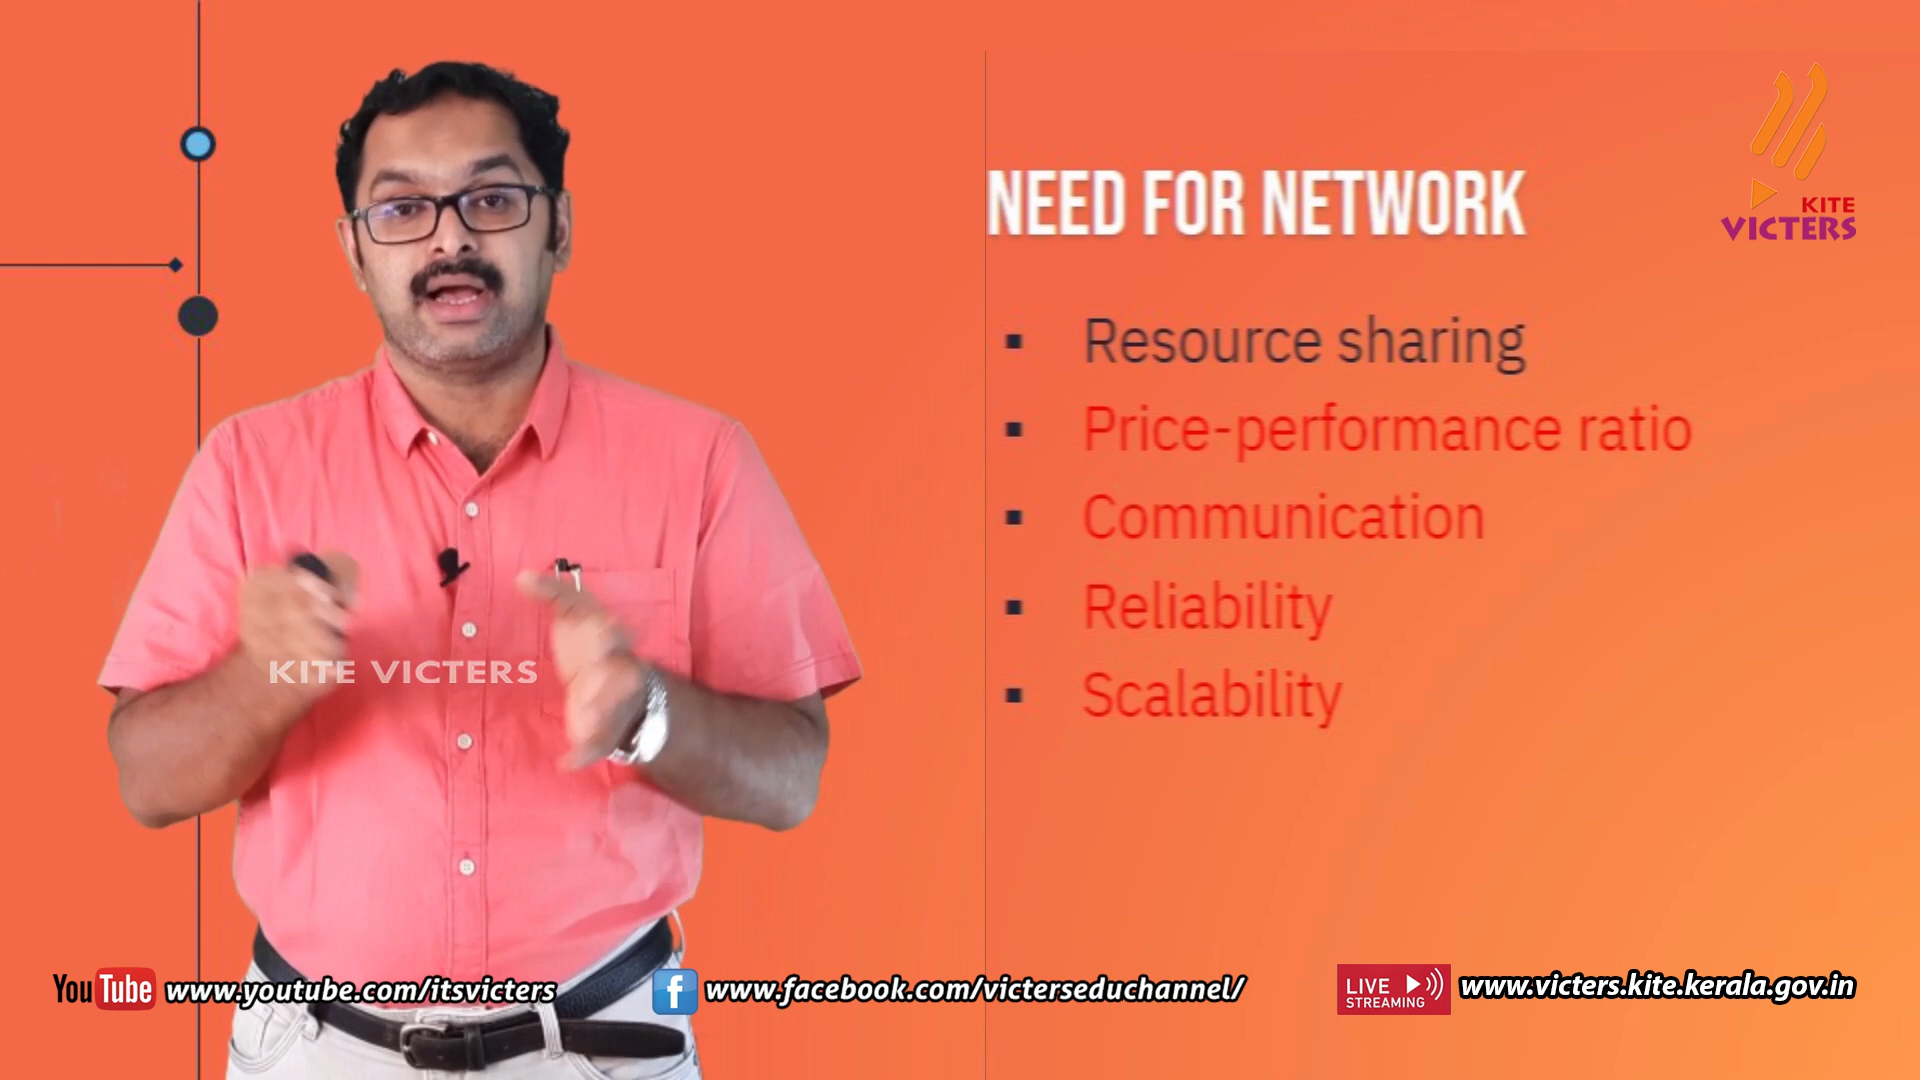 NEED FOR NETWORK
KITE
VICTERS
▪ Resource sharing
▪ Price-performance ratio
▪ Communication
▪ Reliability
▪ Scalability
KITE VICTERS
YouTube www.youtube.com/itsvicters
f www.facebook.com/victerseduchannel/
LIVE STREAMING www.victers.kite.kerala.gov.in